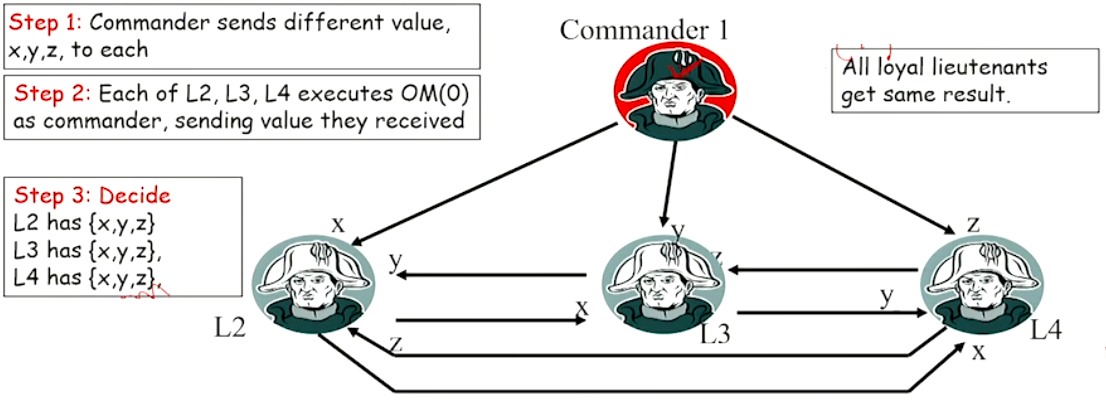 Step 1: Commander sends different value,
x,y,z, to each
Commander 1
All loyal lieutenants
get same result.
Step 2: Each of L2, L3, L4 executes OM(0)
as commander, sending value they received
Step 3: Decide
L2 has {x,y,z}
L3 has {x,y,z},
L4 has {x,y,z},
x
y
z
y
z
x
y
L2
z
L3
L4
x